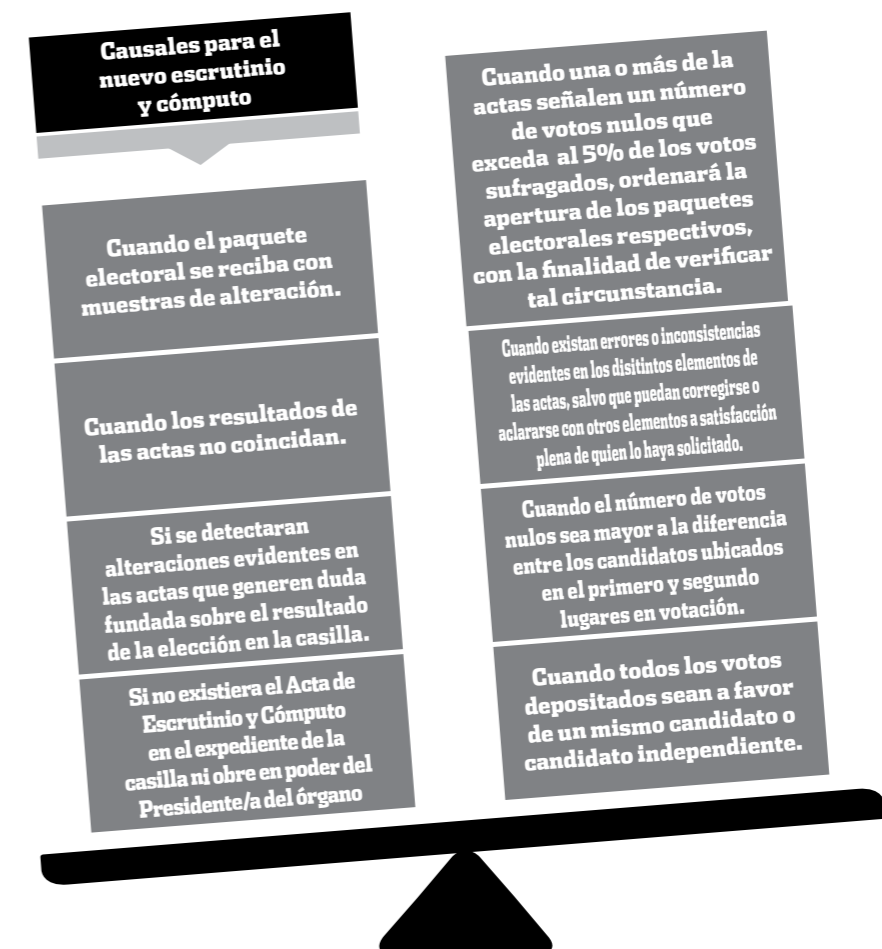 Causales para el
nuevo escrutinio
y cómputo
Cuando el paquete
electoral se reciba con
muestras de alteración.
Cuando los resultados de
las actas no coincidan.
Si se detectaran
alteraciones evidentes en
las actas que generen duda
fundada sobre el resultado
de la elección en la casilla.
Si no existiera el Acta de
Escrutinio y Cómputo
en el expediente de la
casilla ni obre en poder del
Presidente/a del órgano
Cuando una o más de la
actas señalen un número
de votos nulos que
exceda al 5% de los votos
sufragados, ordenará la
apertura de los paquetes
electorales respectivos,
con la finalidad de verificar
tal circunstancia.
Cuando existan errores o inconsistencias
evidentes en los disitintos elementos de
las actas, salvo que puedan corregirse o
aclararse con otros elementos a satisfacción
plena de quien lo haya solicitado.
Cuando el número de votos
nulos sea mayor a la diferencia
entre los candidatos ubicados
en el primero y segundo
lugares en votación.
Cuando todos los votos
depositados sean a favor
de un mismo candidato o
candidato independiente.